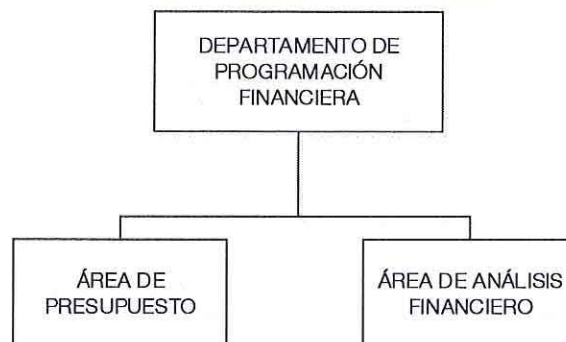 DEPARTAMENTO DE
PROGRAMACIÓN
FINANCIERA
ÁREA DE
PRESUPUESTO
ÁREA DE ANÁLISIS
FINANCIERO